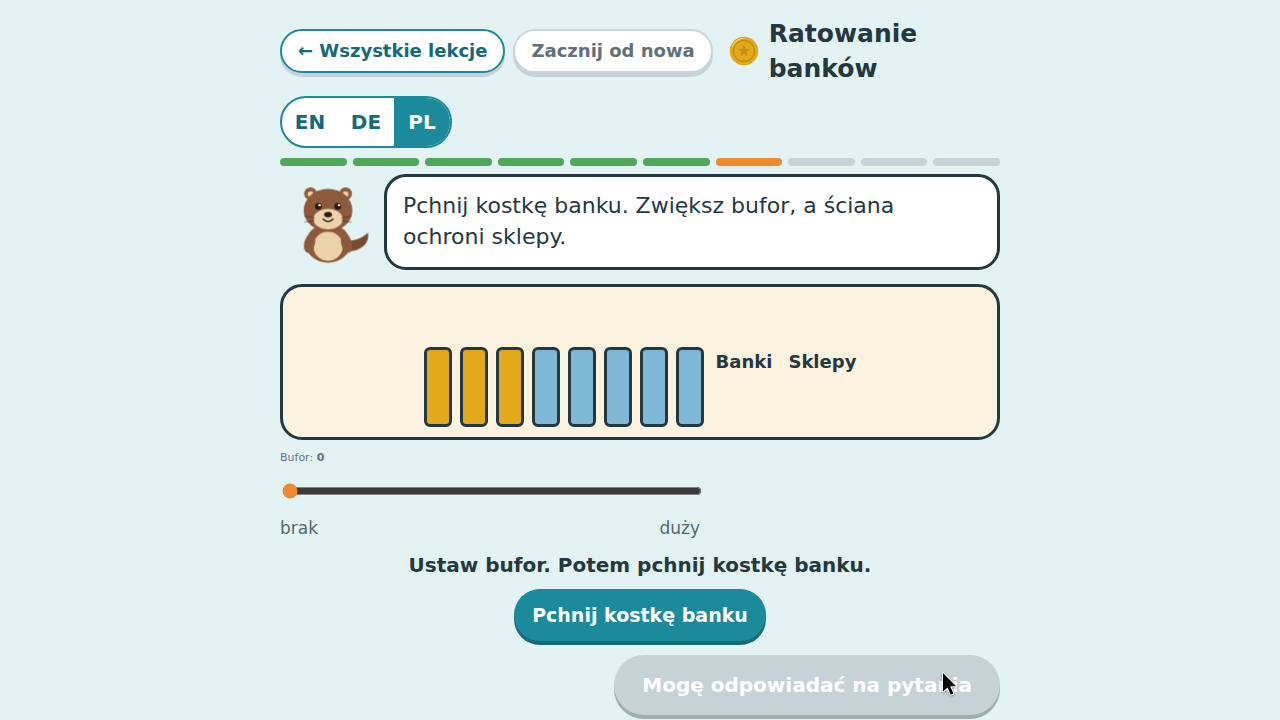 ← Wszystkie lekcje
Zacznij od nowa
Ratowanie
banków
EN DE PL
Pchnij kostkę banku. Zwiększ bufor, a ściana
ochroni sklepy.
Banki Sklepy
Bufor: 0
brak duży
Ustaw bufor. Potem pchnij kostkę banku.
Pchnij kostkę banku
Mogę odpowiadać na pytania